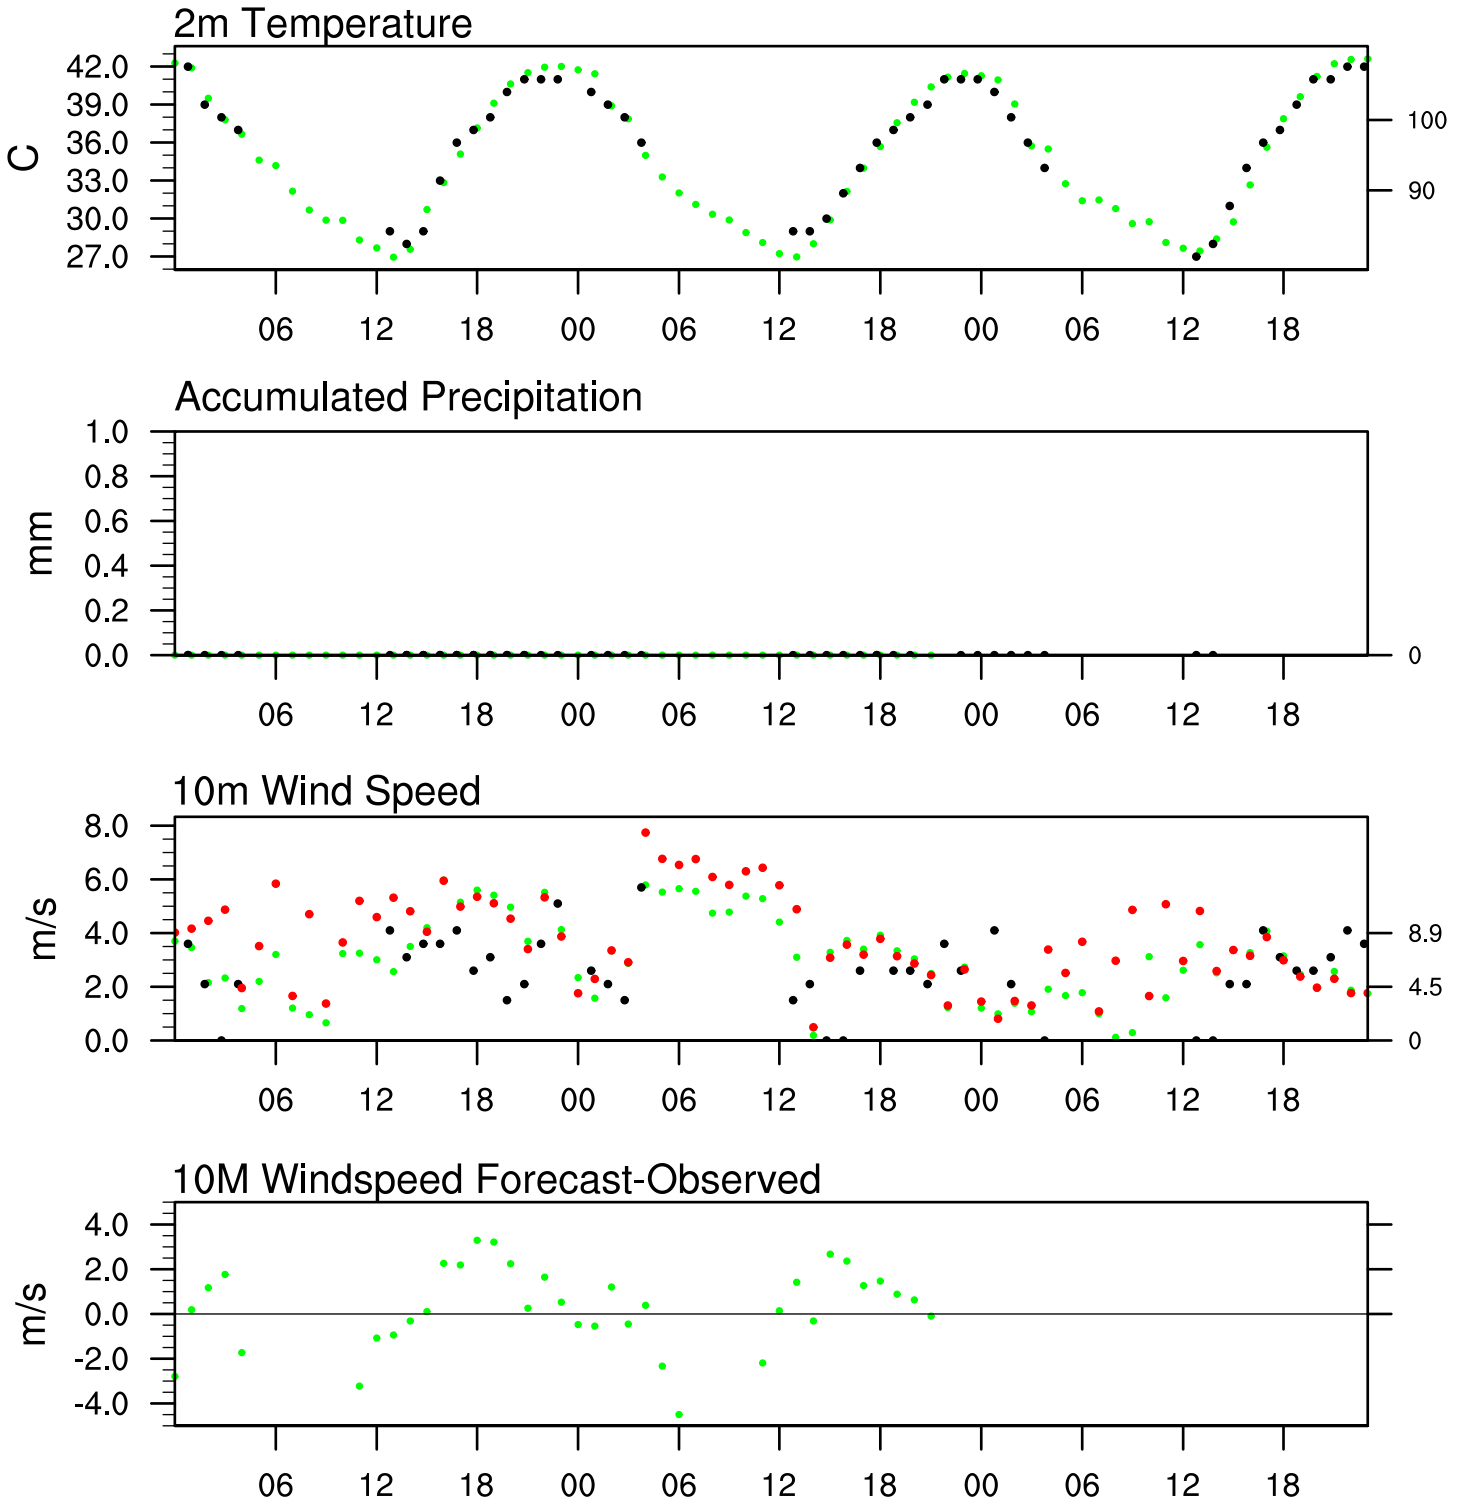 2m Temperature
42.0
39.0
36.0
33.0
30.0
27.0
C
100
90
06 12 18 00 06 12 18 00 06 12 18
Accumulated Precipitation
1.0
0.8
0.6
0.4
0.2
0.0
mm
0
06 12 18 00 06 12 18 00 06 12 18
10m Wind Speed
8.0
6.0
4.0
2.0
0.0
m/s
8.9
4.5
0
06 12 18 00 06 12 18 00 06 12 18
10M Windspeed Forecast-Observed
4.0
2.0
0.0
-2.0
-4.0
m/s
06 12 18 00 06 12 18 00 06 12 18